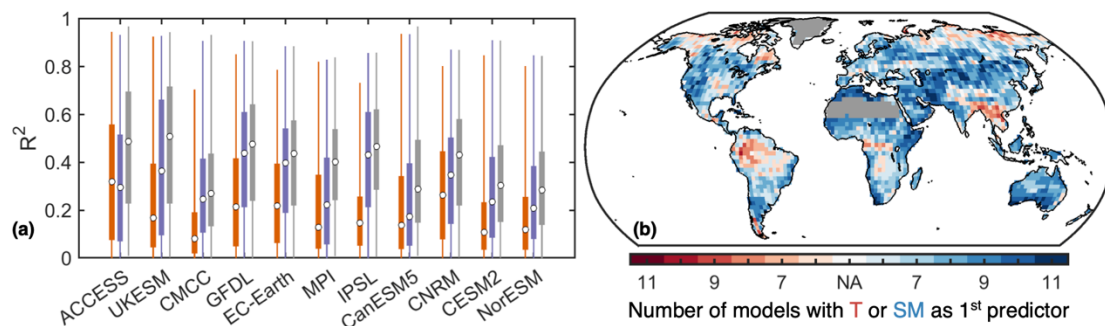 1
0.8
0.6
0.4
0.2
0
R²
(a)
ACCESS
UKESM
CMCC
GFDL
EC-Earth
MPI
IPSL
CanESM5
CNRM
CESM2
NorESM
(b)
11 9 7 NA 7 9 11
Number of models with T or SM as 1st predictor